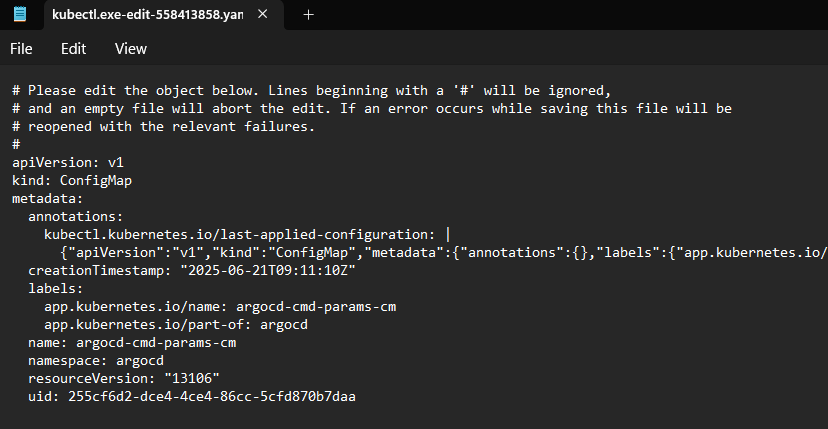 kubectl.exe-edit-558413858.yan
File
Edit
View
# Please edit the object below. Lines beginning with a '#' will be ignored,
# and an empty file will abort the edit. If an error occurs while saving this file will be
# reopened with the relevant failures.
#
apiVersion: v1
kind: ConfigMap
metadata:
  annotations:
    kubectl.kubernetes.io/last-applied-configuration: |
      {"apiVersion":"v1","kind":"ConfigMap","metadata":{"annotations":{},"labels":{"app.kubernetes.io/
  creationTimestamp: "2025-06-21T09:11:10Z"
  labels:
    app.kubernetes.io/name: argocd-cmd-params-cm
    app.kubernetes.io/part-of: argocd
  name: argocd-cmd-params-cm
  namespace: argocd
  resourceVersion: "13106"
  uid: 255cf6d2-dce4-4ce4-86cc-5cfd870b7daa